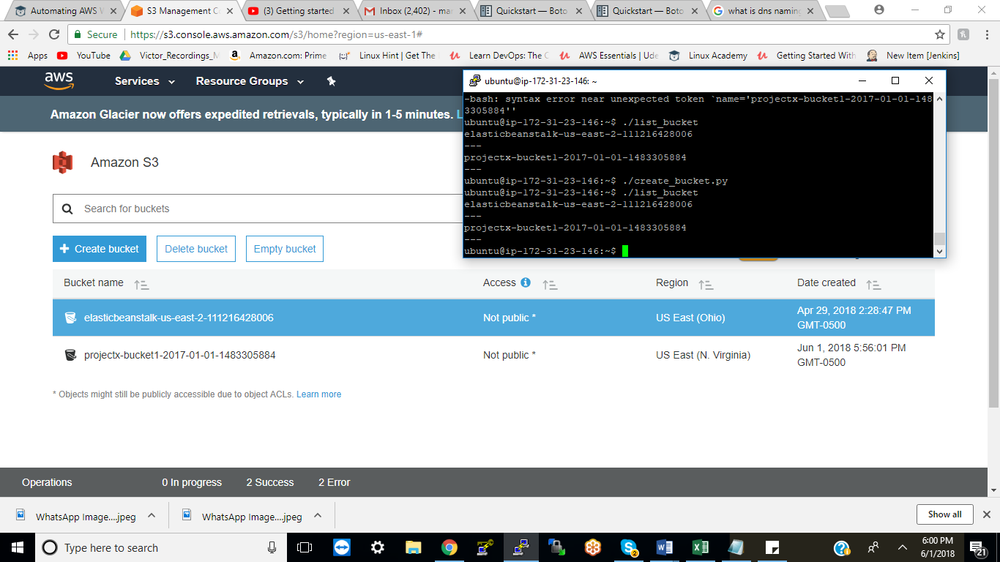 Automating AWS W
S3 Management Co
(3) Getting started
Inbox (2,402) - mar
Quickstart — Boto
Quickstart — Boto
what is dns naming
Secure
https://s3.console.aws.amazon.com/s3/home?region=us-east-1#
Apps
YouTube
Victor_Recordings_M
Amazon.com: Prime
Linux Hint | Get The
Learn DevOps: The C
AWS Essentials | Ude
Linux Academy
Getting Started With
New Item [Jenkins]
aws
Services
Resource Groups
Amazon Glacier now offers expedited retrievals, typically in 1-5 minutes. L
ubuntu@ip-172-31-23-146: ~
-bash: syntax error near unexpected token `name='projectx-bucket1-2017-01-01-148
3305884''
ubuntu@ip-172-31-23-146:~$ ./list_bucket
elasticbeanstalk-us-east-2-111216428006
---
projectx-bucket1-2017-01-01-1483305884
---
ubuntu@ip-172-31-23-146:~$ ./create_bucket.py
ubuntu@ip-172-31-23-146:~$ ./list_bucket
elasticbeanstalk-us-east-2-111216428006
---
projectx-bucket1-2017-01-01-1483305884
---
ubuntu@ip-172-31-23-146:~$
Amazon S3
Search for buckets
+ Create bucket
Delete bucket
Empty bucket
Bucket name
Access
Region
Date created
elasticbeanstalk-us-east-2-111216428006
Not public *
US East (Ohio)
Apr 29, 2018 2:28:47 PM
GMT-0500
projectx-bucket1-2017-01-01-1483305884
Not public *
US East (N. Virginia)
Jun 1, 2018 5:56:01 PM
GMT-0500
* Objects might still be publicly accessible due to object ACLs. Learn more
Operations
0 In progress
2 Success
2 Error
WhatsApp Image....jpeg
WhatsApp Image....jpeg
Show all
Type here to search
2
6:00 PM
6/1/2018
21